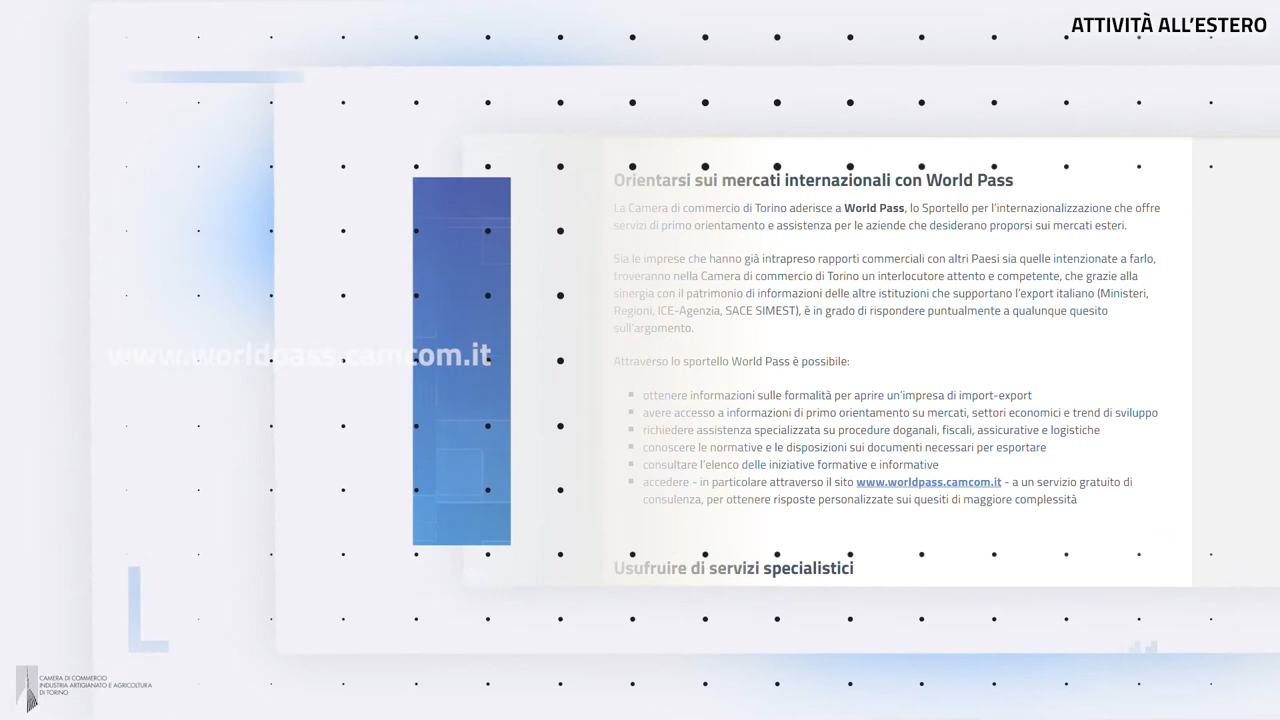 ATTIVITÀ ALL'ESTERO
Orientarsi sui mercati internazionali con World Pass
La Camera di commercio di Torino aderisce a World Pass, lo Sportello per l'internazionalizzazione che offre
servizi di primo orientamento e assistenza per le aziende che desiderano proporsi sui mercati esteri.
Sia le imprese che hanno già intrapreso rapporti commerciali con altri Paesi sia quelle intenzionate a farlo,
troveranno nella Camera di commercio di Torino un interlocutore attento e competente, che grazie alla
sinergia con il patrimonio di informazioni delle altre istituzioni che supportano l'export italiano (Ministeri,
Regioni, ICE-Agenzia, SACE SIMEST), è in grado di rispondere puntualmente a qualunque quesito
sull'argomento.
www.worldpass.camcom.it
Attraverso lo sportello World Pass è possibile:
ottenere informazioni sulle formalità per aprire un'impresa di import-export
avere accesso a informazioni di primo orientamento su mercati, settori economici e trend di sviluppo
richiedere assistenza specializzata su procedure doganali, fiscali, assicurative e logistiche
conoscere le normative e le disposizioni sui documenti necessari per esportare
consultare l'elenco delle iniziative formative e informative
accedere - in particolare attraverso il sito www.worldpass.camcom.it - a un servizio gratuito di
consulenza, per ottenere risposte personalizzate sui quesiti di maggiore complessità
Usufruire di servizi specialistici
CAMERA DI COMMERCIO
INDUSTRIA ARTIGIANATO E AGRICOLTURA
DI TORINO